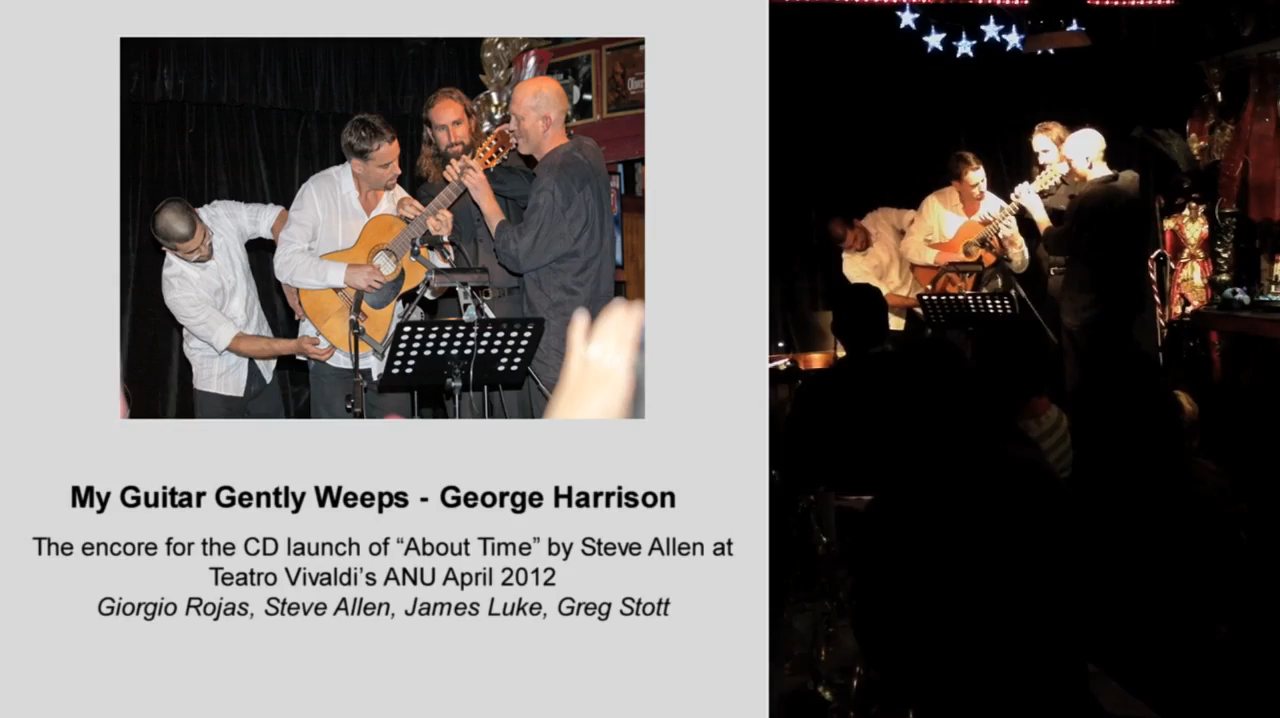 My Guitar Gently Weeps - George Harrison
The encore for the CD launch of “About Time” by Steve Allen at
Teatro Vivaldi’s ANU April 2012
Giorgio Rojas, Steve Allen, James Luke, Greg Stott